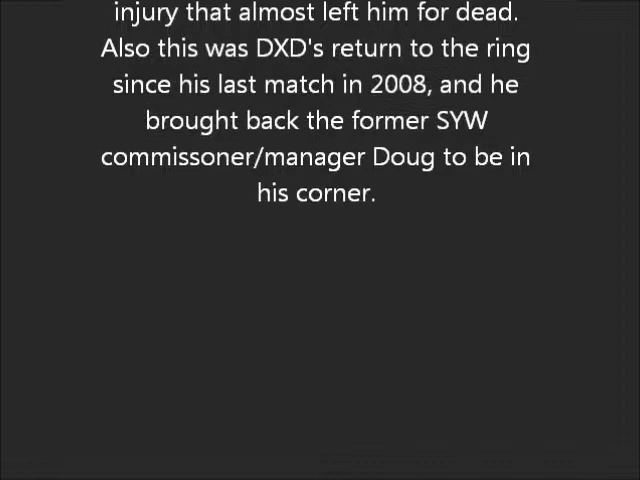 injury that almost left him for dead.
Also this was DXD's return to the ring
since his last match in 2008, and he
brought back the former SYW
commissoner/manager Doug to be in
his corner.